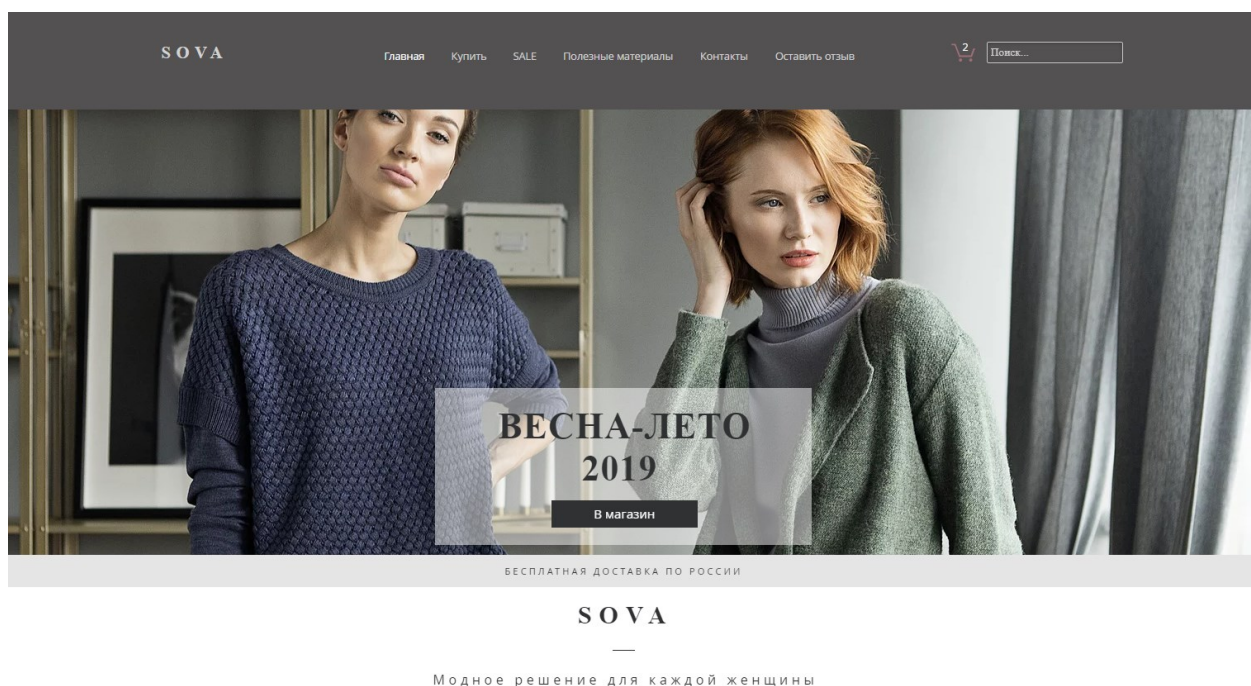 SOVA
Главная Купить SALE Полезные материалы Контакты Оставить отзыв
2
Поиск...
ВЕСНА-ЛЕТО
2019
В магазин
БЕСПЛАТНАЯ ДОСТАВКА ПО РОССИИ
SOVA
Модное решение для каждой женщины